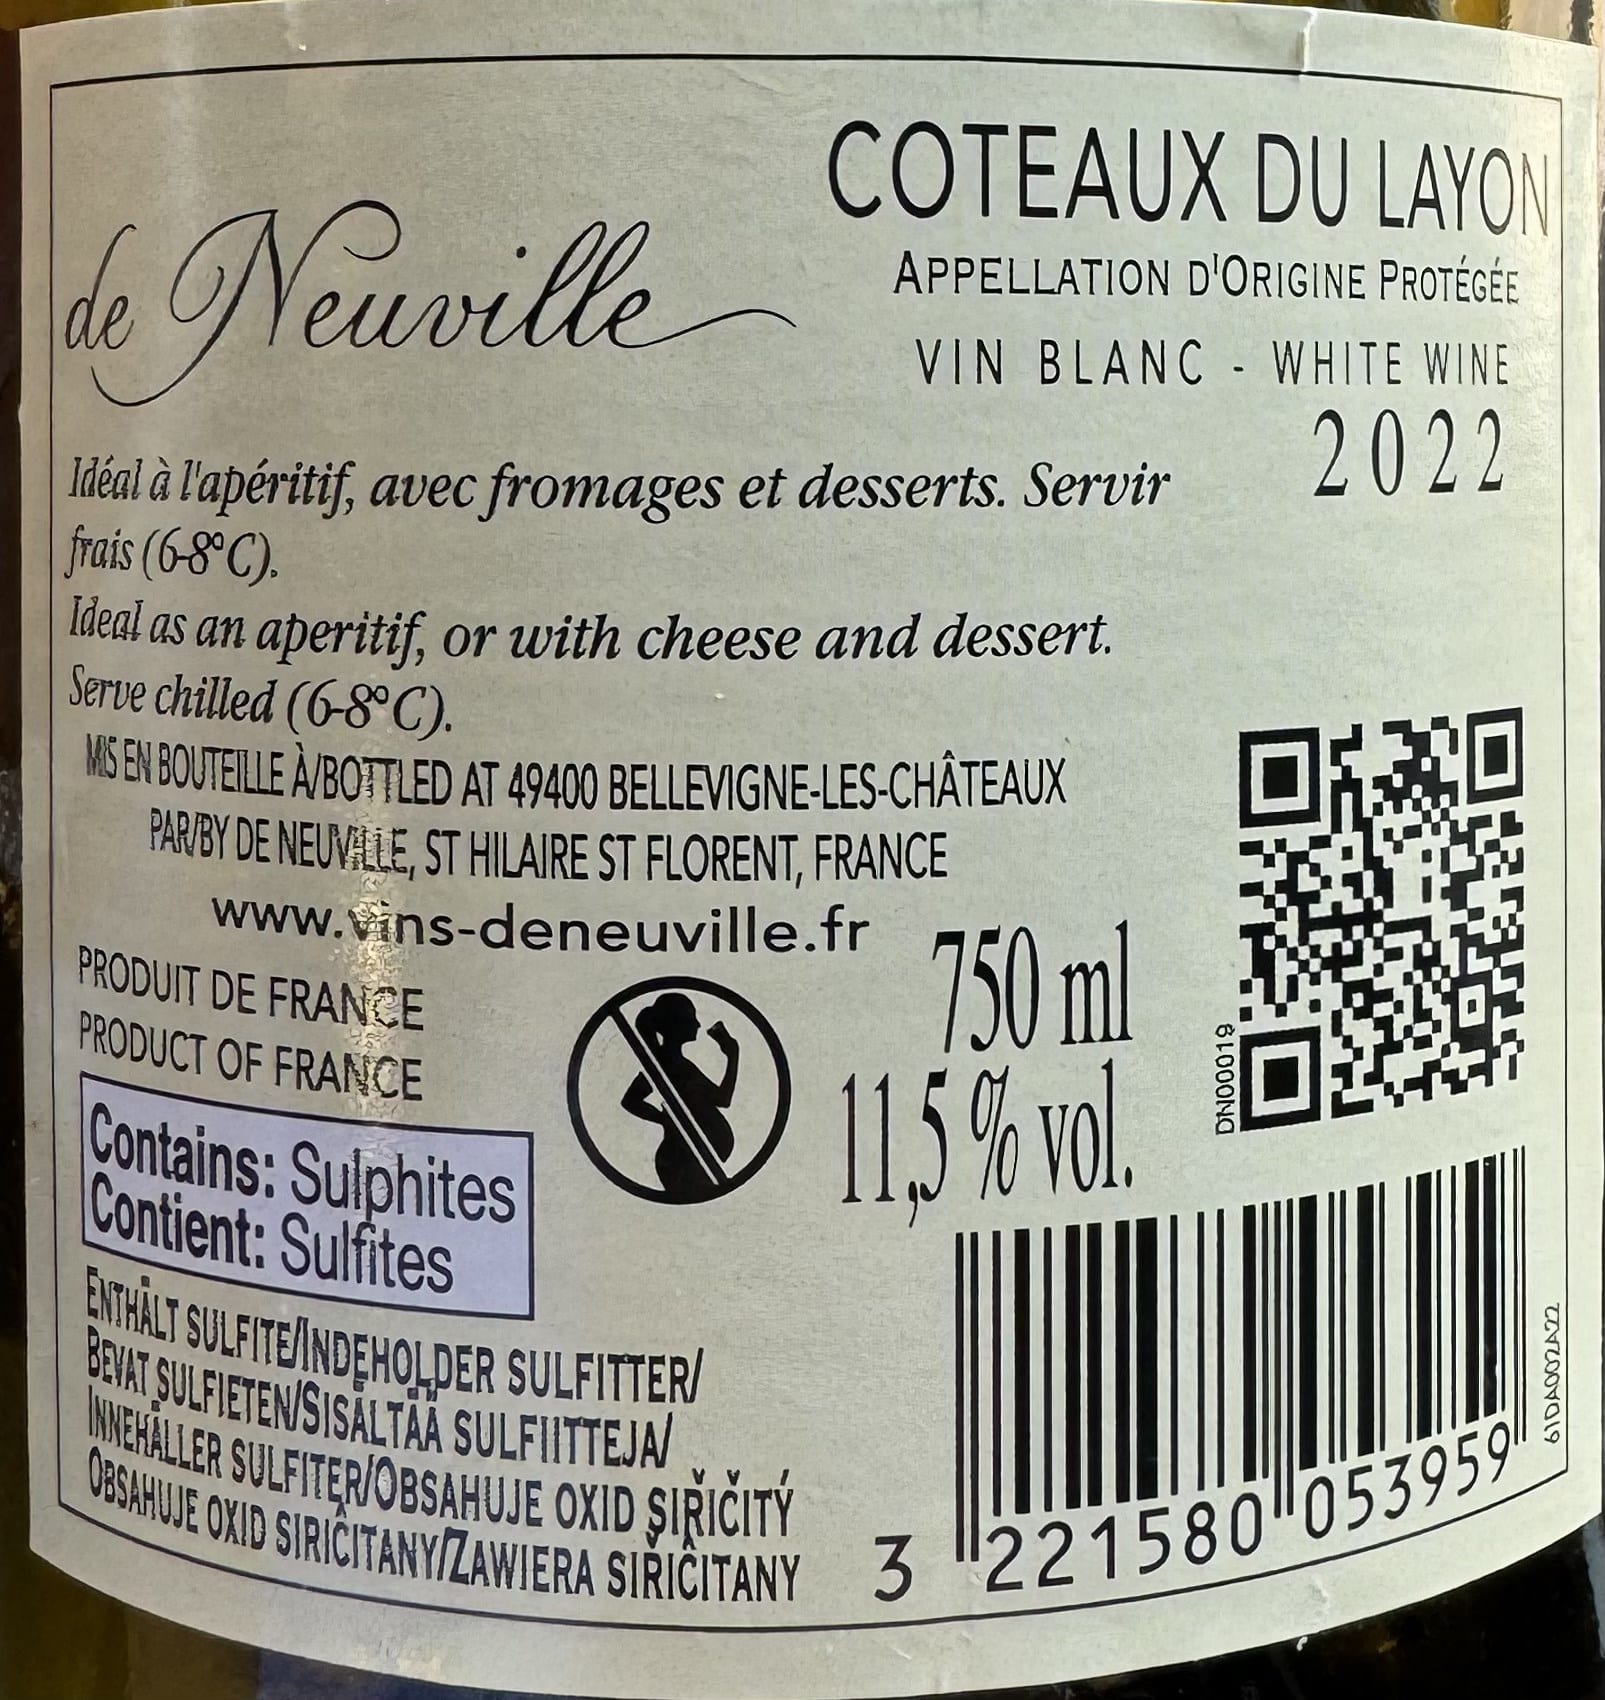 COTEAUX DU LAYON
APPELLATION D'ORIGINE PROTÉGÉE
VIN BLANC - WHITE WINE
2022
de Neuville
Idéal à l'apéritif, avec fromages et desserts. Servir
frais (6-8°C).
Ideal as an aperitif, or with cheese and dessert.
Serve chilled (6-8°C).
MIS EN BOUTEILLE À/BOTTLED AT 49400 BELLEVIGNE-LES-CHÂTEAUX
PAR/BY DE NEUVILLE, ST HILAIRE ST FLORENT, FRANCE
www.vins-deneuville.fr
PRODUIT DE FRANCE
PRODUCT OF FRANCE
750 ml
11,5 % vol.
DN00019
Contains: Sulphites
Contient: Sulfites
ENTHÄLT SULFITE/INDEHOLDER SULFITTER/
BEVAT SULFIETEN/SISÄLTÄÄ SULFIITTEJA/
INNEHÅLLER SULFITER/OBSAHUJE OXID SIŘIČITÝ
OBSAHUJE OXID SIRIČITANY/ZAWIERA SIŘIČITANY
3 221580 053959
61DA002A22